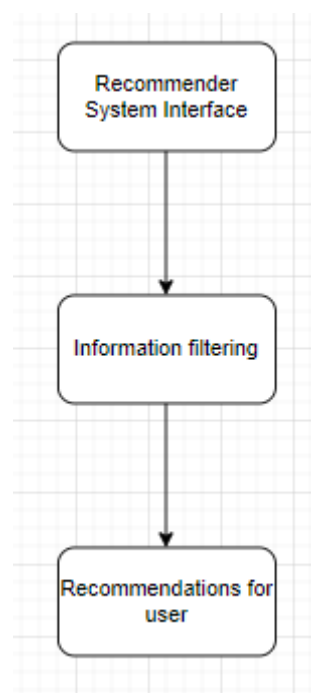 Recommender
System Interface
Information filtering
Recommendations for
user